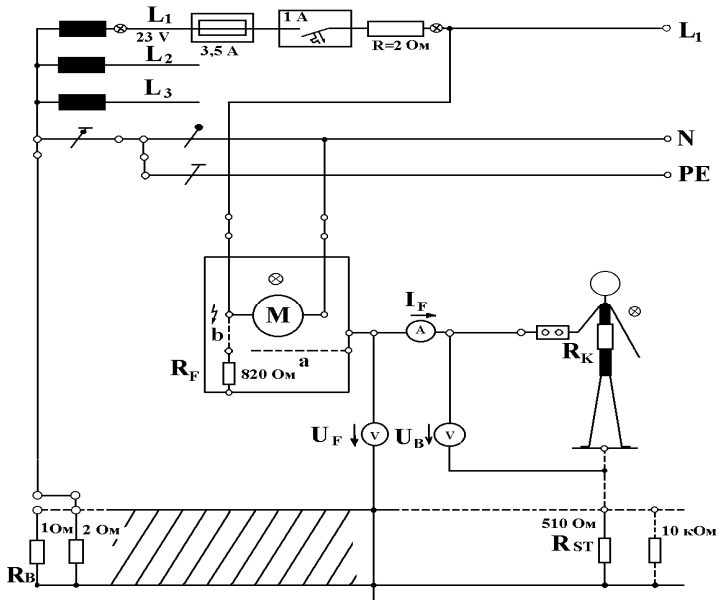 L1
23 V
3,5 А
1 А
R=2 Ом
L1
L2
L3
N
PE
M
b
a
RF
820 Ом
IF
A
RK
UF
V
UB
V
1Ом
2 Ом
RB
510 Ом
RST
10 кОм